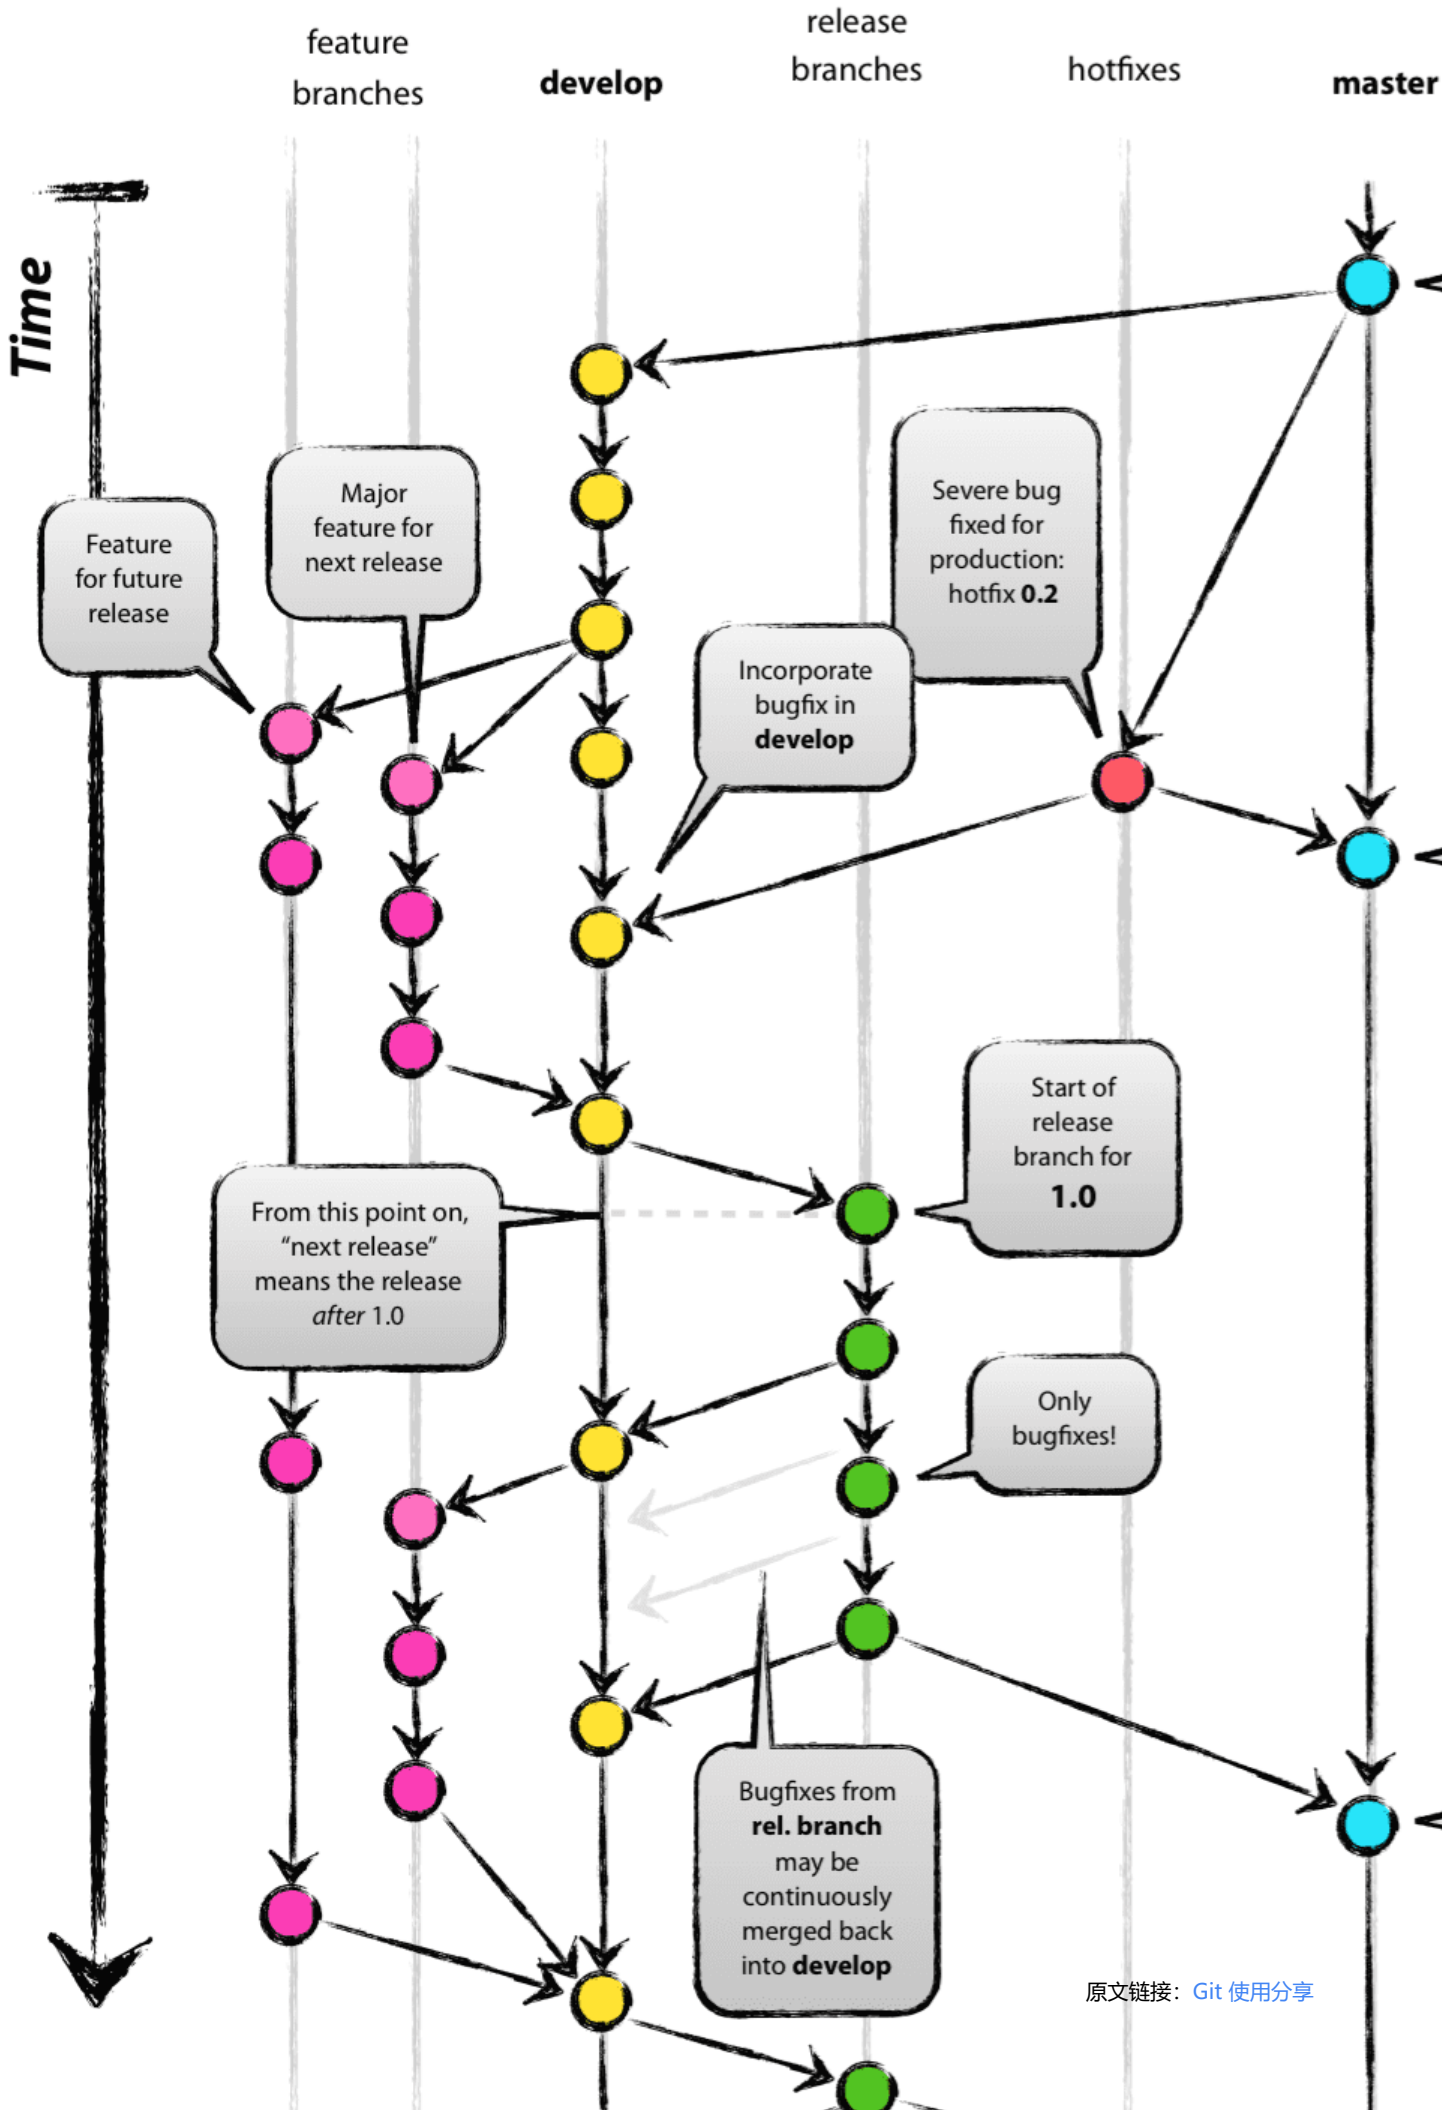 feature
branches
develop
release
branches
hotfixes
master
Time
Feature
for future
release
Major
feature for
next release
Severe bug
fixed for
production:
hotfix 0.2
Incorporate
bugfix in
develop
Start of
release
branch for
1.0
From this point on,
“next release”
means the release
after 1.0
Only
bugfixes!
Bugfixes from
rel. branch
may be
continuously
merged back
into develop
原文链接：Git 使用分享